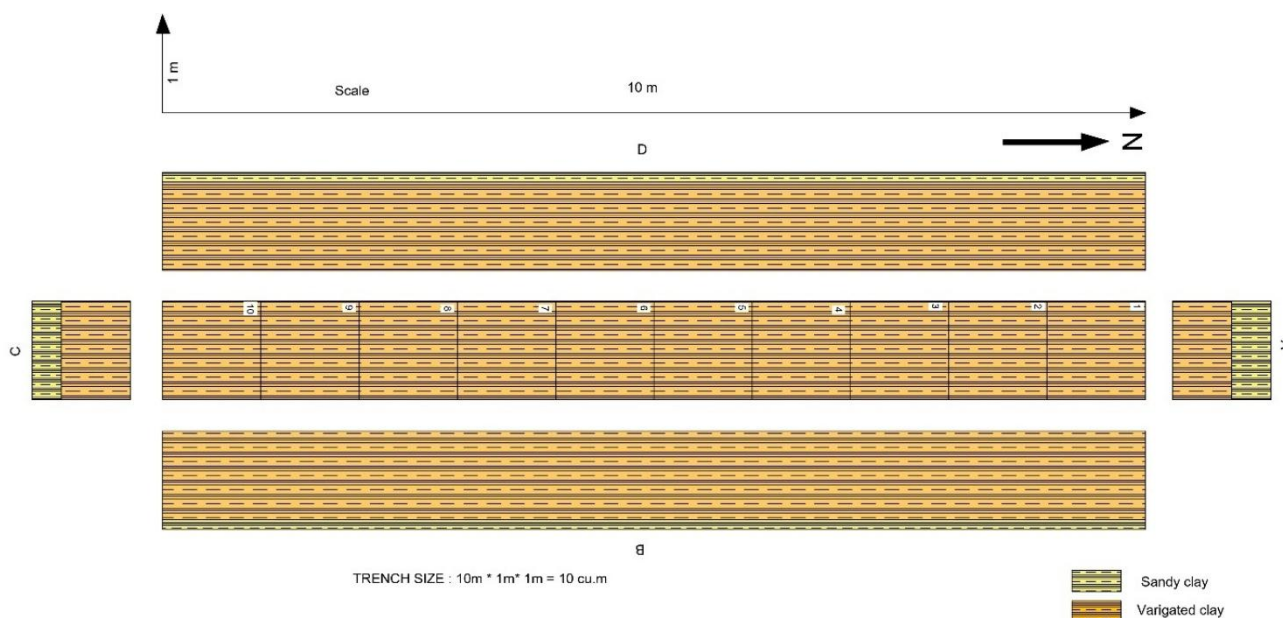 1 m
Scale
10 m
N
D
10
9
8
7
6
5
4
3
2
1
C
B
TRENCH SIZE : 10m * 1m* 1m = 10 cu.m
Sandy clay
Varigated clay